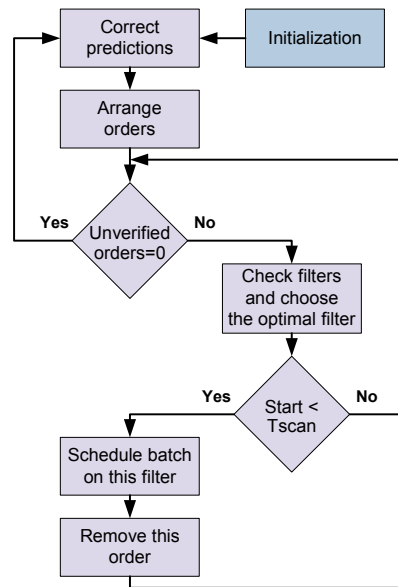 Correct
predictions
Initialization
Arrange
orders
Yes
Unverified
orders=0
No
Check filters
and choose
the optimal filter
Yes
Start <
Tscan
No
Schedule batch
on this filter
Remove this
order